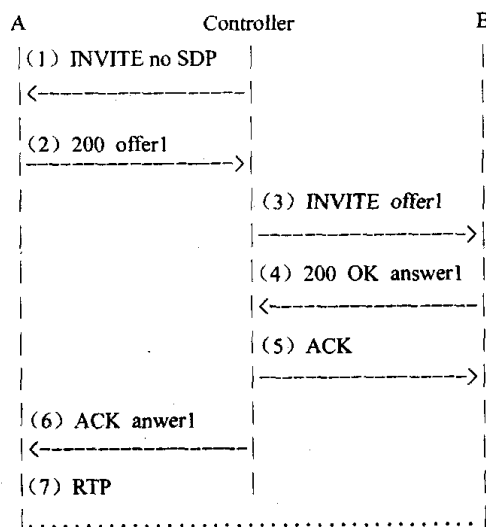 A Controller B
(1) INVITE no SDP
(2) 200 offer1
(3) INVITE offer1
(4) 200 OK answer1
(5) ACK
(6) ACK anwer1
(7) RTP